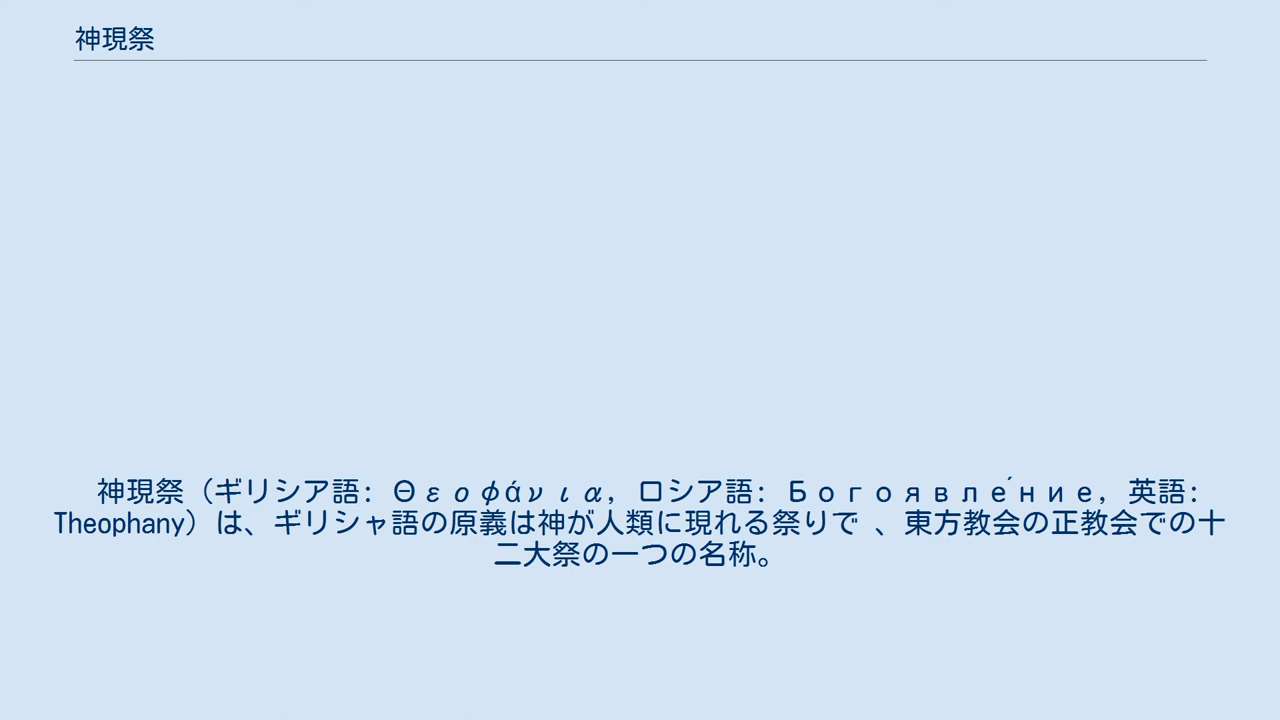 神現祭
神現祭（ギリシア語: Θεοφάνια, ロシア語: Богоявле́ние, 英語:
Theophany）は、ギリシャ語の原義は神が人類に現れる祭りで 、東方教会の正教会での十
二大祭の一つの名称。